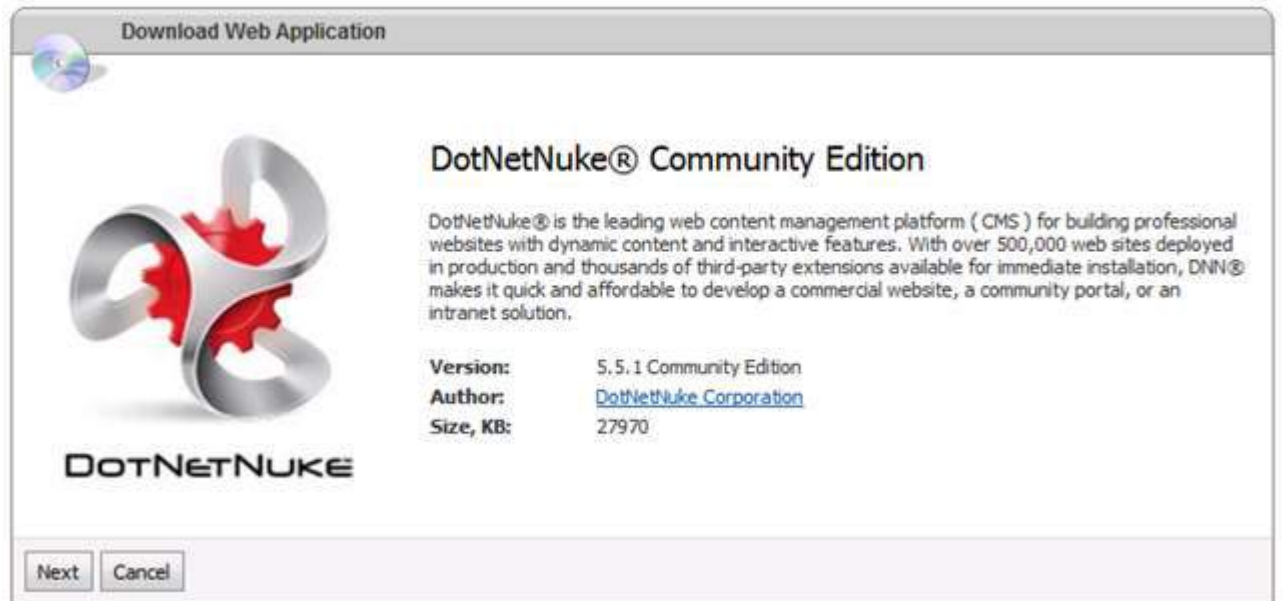 Download Web Application
DotNetNuke® Community Edition
DotNetNuke® is the leading web content management platform ( CMS ) for building professional
websites with dynamic content and interactive features. With over 500,000 web sites deployed
in production and thousands of third-party extensions available for immediate installation, DNN®
makes it quick and affordable to develop a commercial website, a community portal, or an
intranet solution.
Version: 5.5.1 Community Edition
Author: DotNetNuke Corporation
Size, KB: 27970
DotNetNuke
Next Cancel